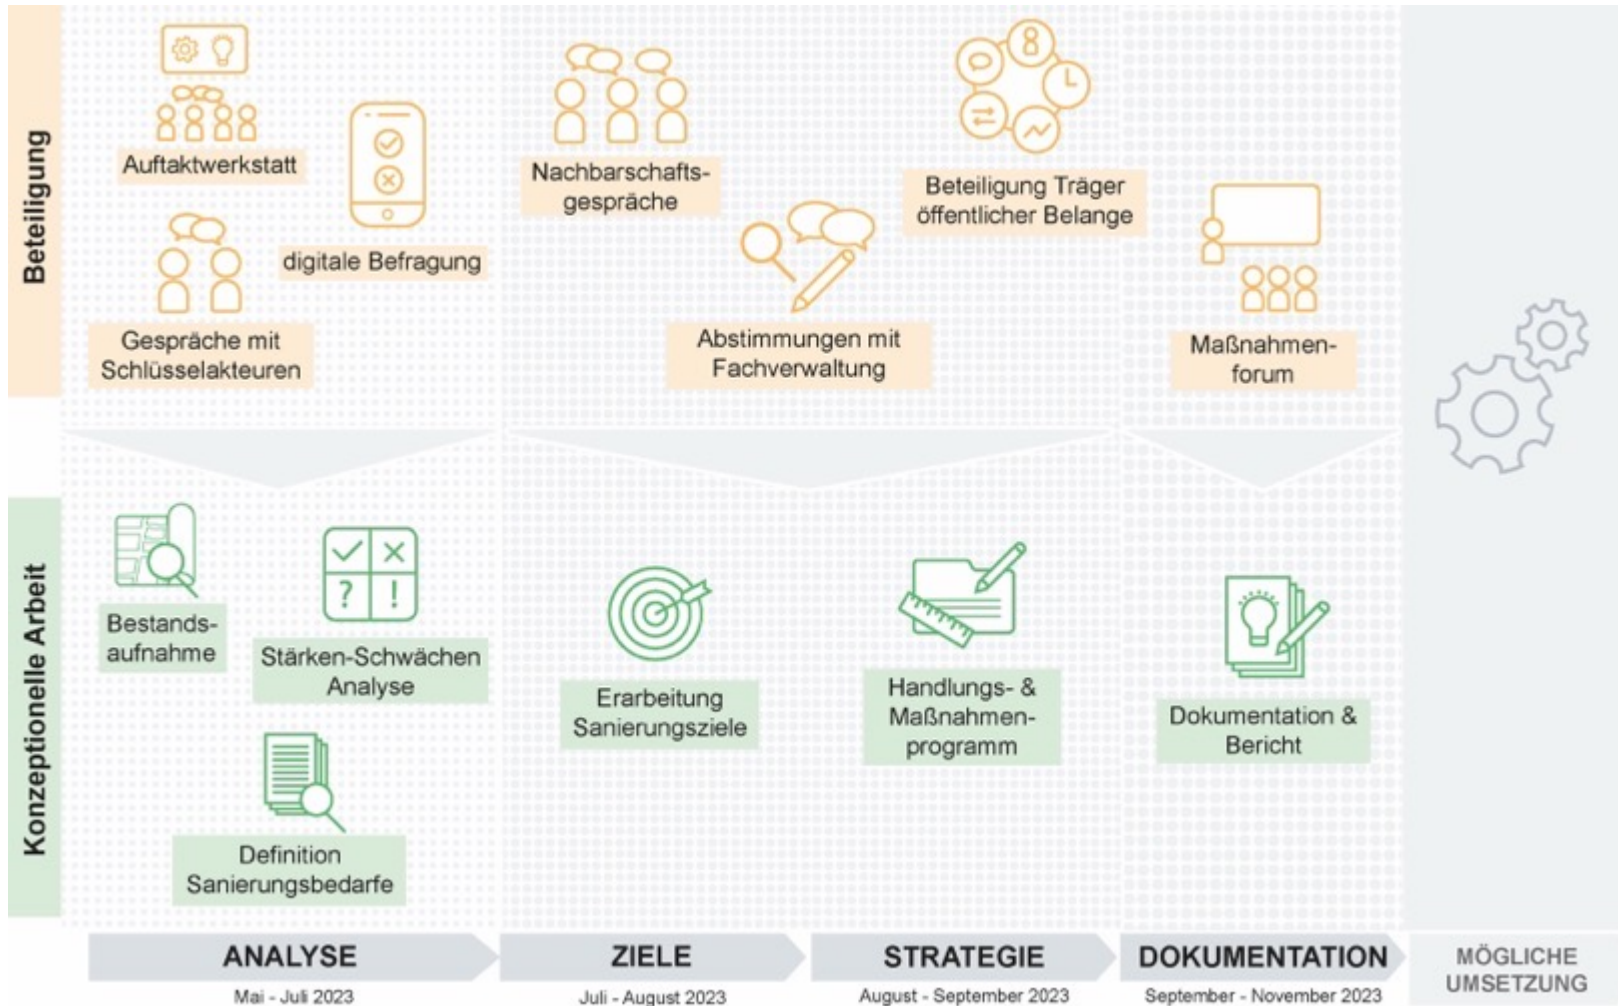 Beteiligung
Auftaktwerkstatt
digitale Befragung
Gespräche mit
Schlüsselakteuren
Nachbarschafts-
gespräche
Abstimmungen mit
Fachverwaltung
Beteiligung Träger
öffentlicher Belange
Maßnahmen-
forum
Konzeptionelle Arbeit
Bestands-
aufnahme
Stärken-Schwächen
Analyse
Definition
Sanierungsbedarfe
Erarbeitung
Sanierungsziele
Handlungs- &
Maßnahmen-
programm
Dokumentation &
Bericht
ANALYSE
Mai - Juli 2023
ZIELE
Juli - August 2023
STRATEGIE
August - September 2023
DOKUMENTATION
September - November 2023
MÖGLICHE
UMSETZUNG